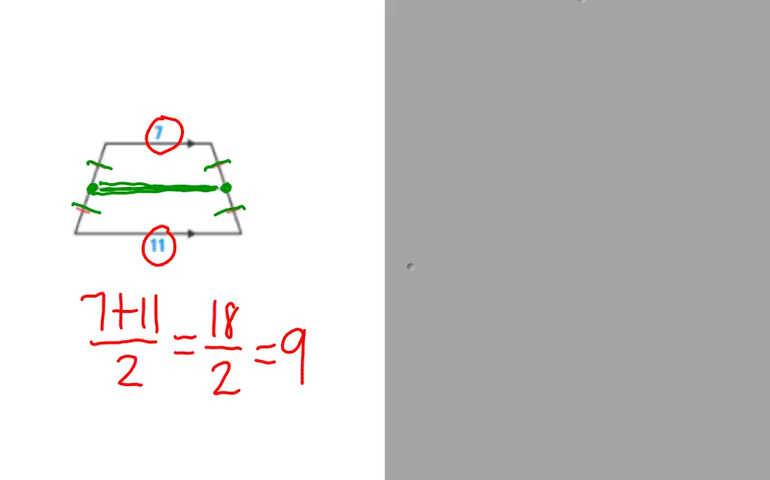 7
11
7+11/2 = 18/2 = 9